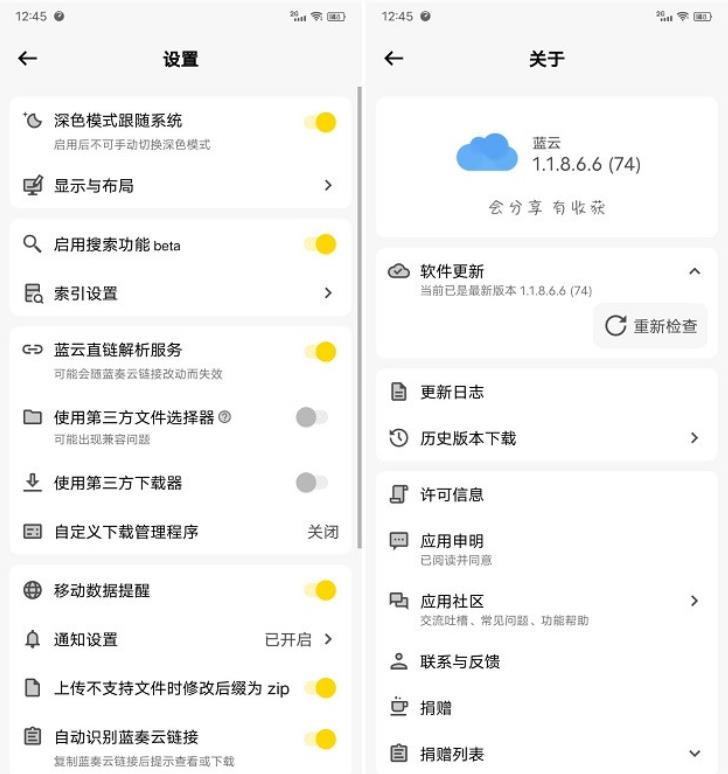 12:45
2G
设置
深色模式跟随系统
启用后不可手动切换深色模式
显示与布局
启用搜索功能 beta
索引设置
蓝云直链解析服务
可能会随蓝奏云链接改动而失效
使用第三方文件选择器
可能出现兼容问题
使用第三方下载器
自定义下载管理程序 关闭
移动数据提醒
通知设置 已开启
上传不支持文件时修改后缀为 zip
自动识别蓝奏云链接
复制蓝奏云链接后提示查看或下载
12:45
2G
关于
蓝云
1.1.8.6.6 (74)
会分享 有收获
软件更新
当前已是最新版本 1.1.8.6.6 (74)
重新检查
更新日志
历史版本下载
许可信息
应用申明
已阅读并同意
应用社区
交流吐槽、常见问题、功能帮助
联系与反馈
捐赠
捐赠列表